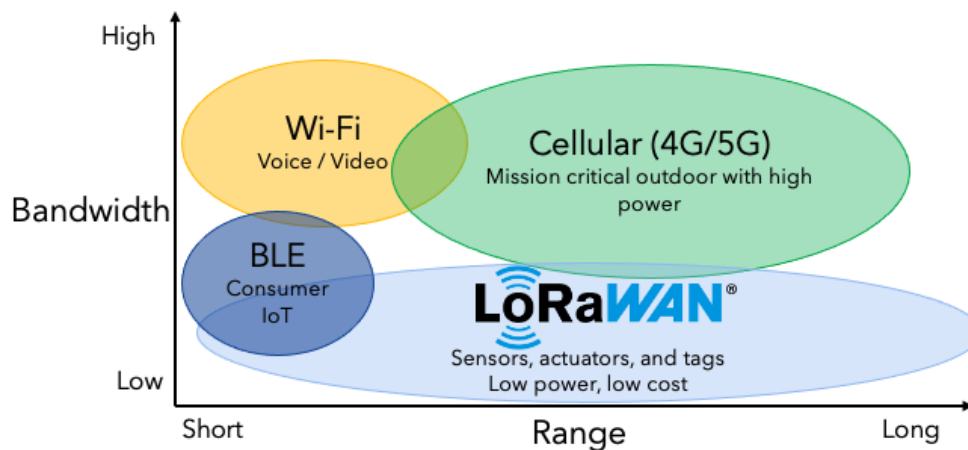 High
Wi-Fi
Voice / Video
Cellular (4G/5G)
Mission critical outdoor with high
power
Bandwidth
BLE
Consumer
IoT
LoRaWAN®
Sensors, actuators, and tags
Low power, low cost
Low
Short
Range
Long